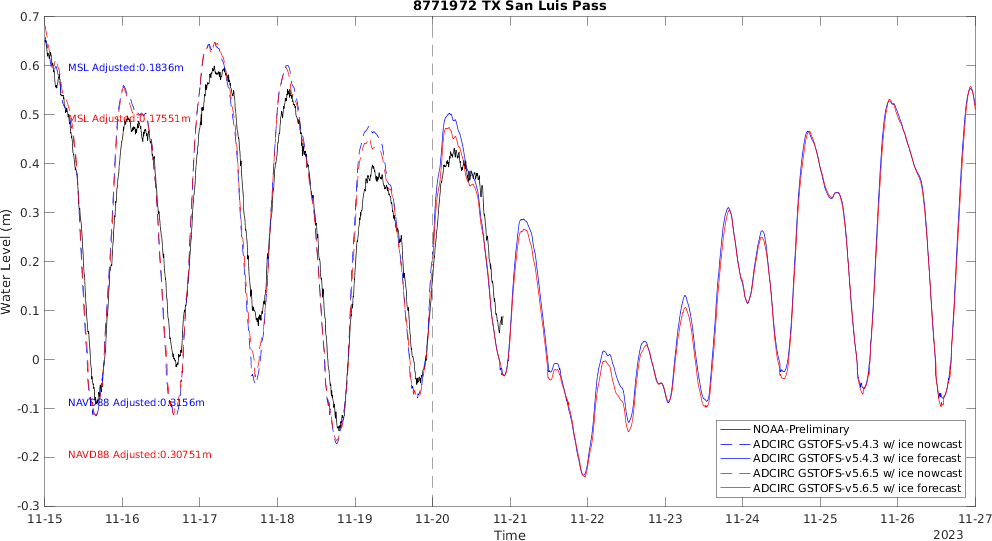 8771972 TX San Luis Pass
0.7
0.6
0.5
0.4
0.3
0.2
0.1
0
-0.1
-0.2
-0.3
Water Level (m)
MSL Adjusted:0.1836m
MSL Adjusted:0.17551m
NAVD88 Adjusted:0.3156m
NAVD88 Adjusted:0.30751m
NOAA-Preliminary
ADCIRC GSTOFS-v5.4.3 w/ ice nowcast
ADCIRC GSTOFS-v5.4.3 w/ ice forecast
ADCIRC GSTOFS-v5.6.5 w/ ice nowcast
ADCIRC GSTOFS-v5.6.5 w/ ice forecast
11-15 11-16 11-17 11-18 11-19 11-20 11-21 11-22 11-23 11-24 11-25 11-26 11-27
Time
2023